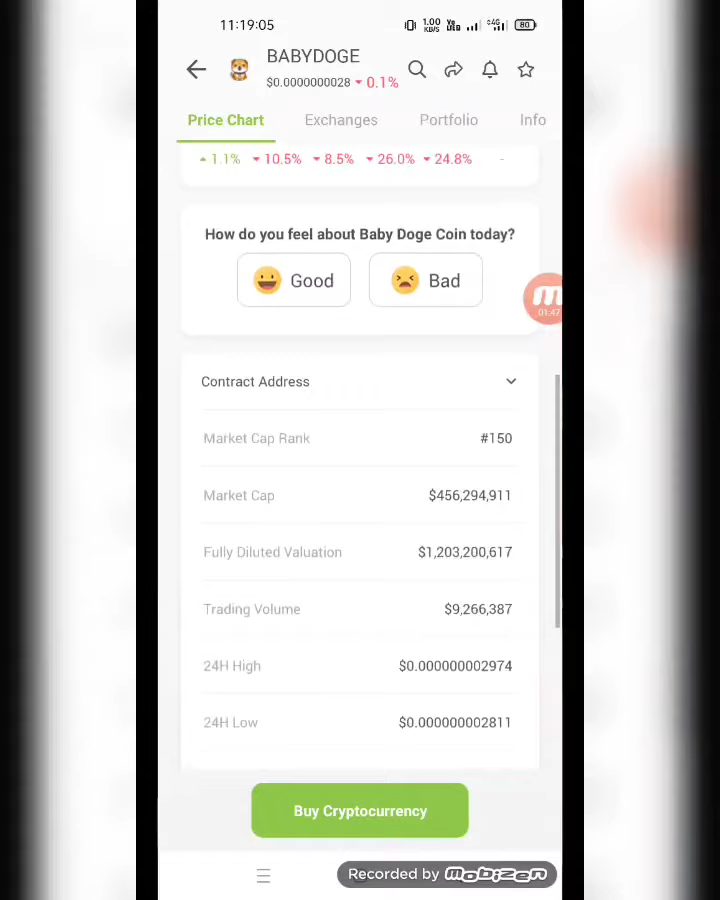 11:19:05
1.00 KB/S
4G
80
BABYDOGE
$0.0000000028 0.1%
Price Chart Exchanges Portfolio Info
1.1% 10.5% 8.5% 26.0% 24.8% -
How do you feel about Baby Doge Coin today?
Good Bad
01:47
Contract Address
Market Cap Rank #150
Market Cap $456,294,911
Fully Diluted Valuation $1,203,200,617
Trading Volume $9,266,387
24H High $0.000000002974
24H Low $0.000000002811
Buy Cryptocurrency
Recorded by mobizen